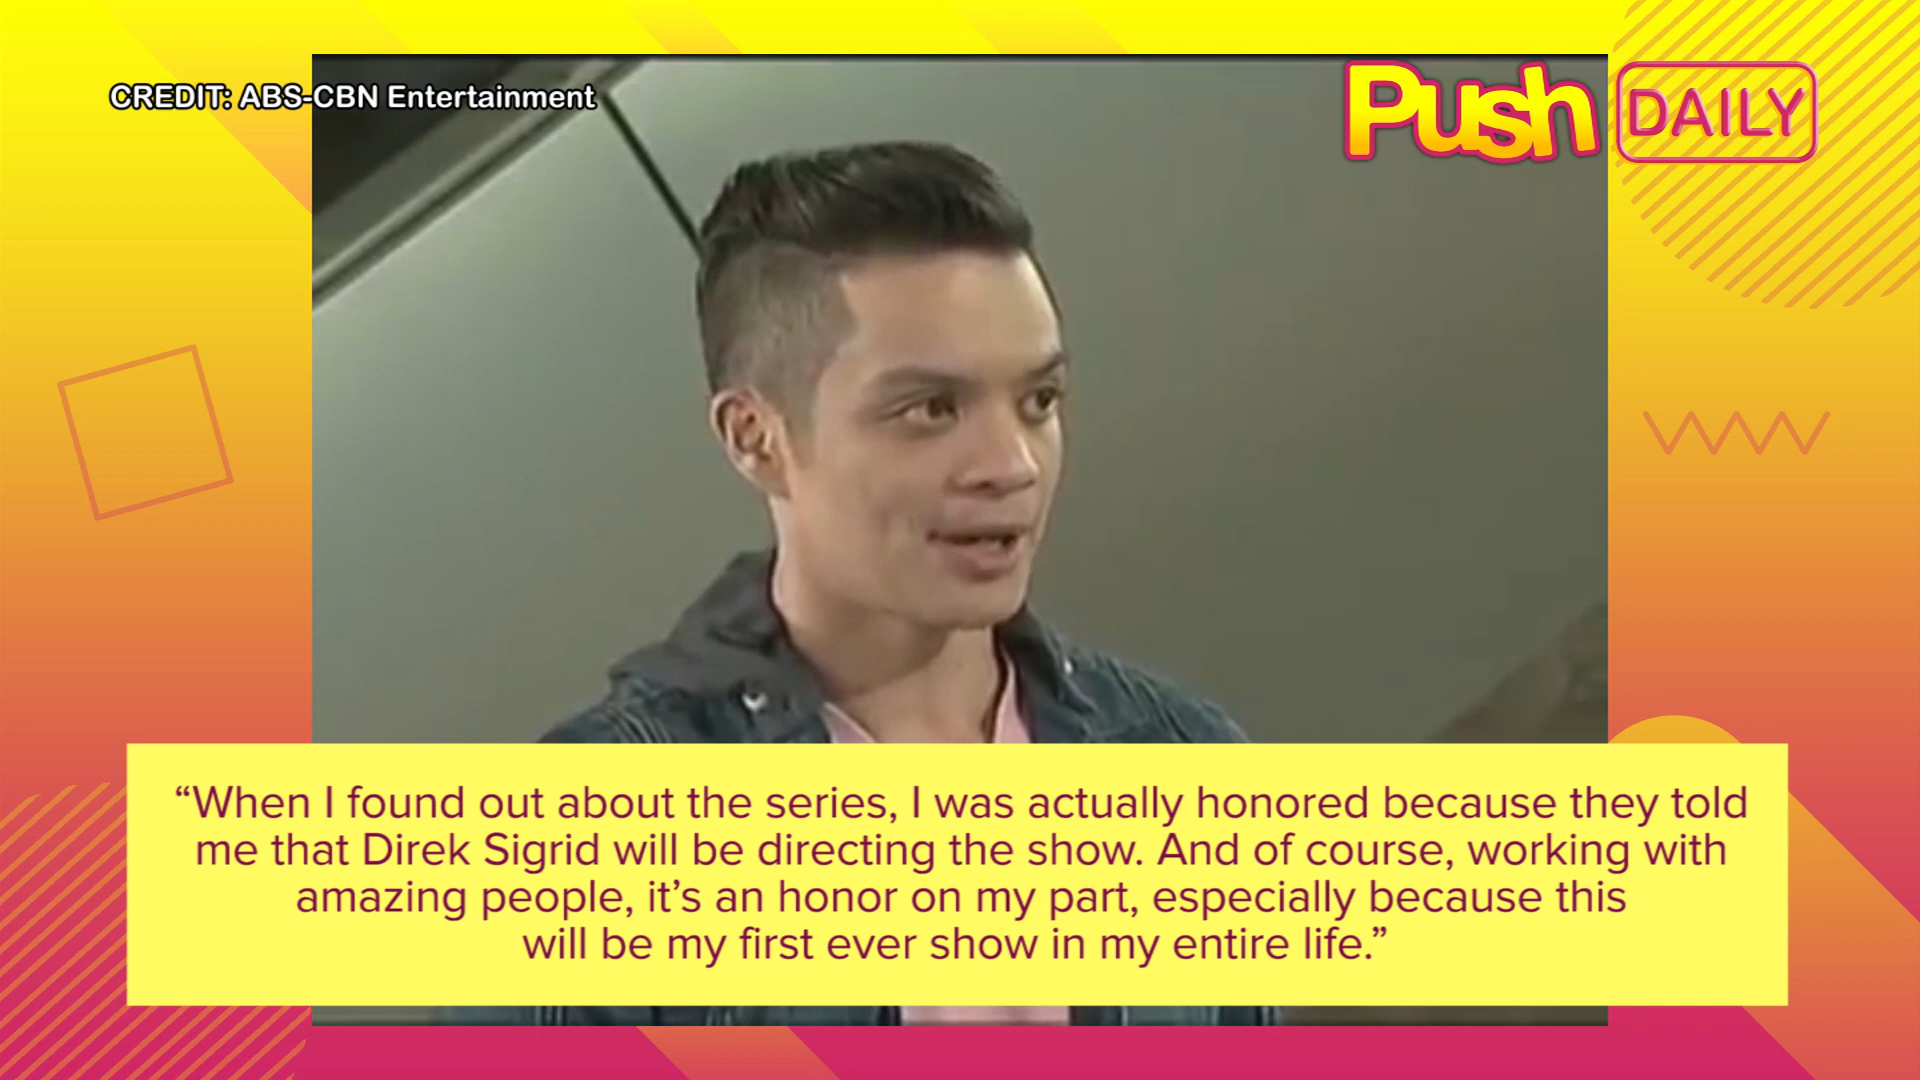 CREDIT: ABS-CBN Entertainment
Push DAILY
“When I found out about the series, I was actually honored because they told
me that Direk Sigrid will be directing the show. And of course, working with
amazing people, it’s an honor on my part, especially because this
will be my first ever show in my entire life.”